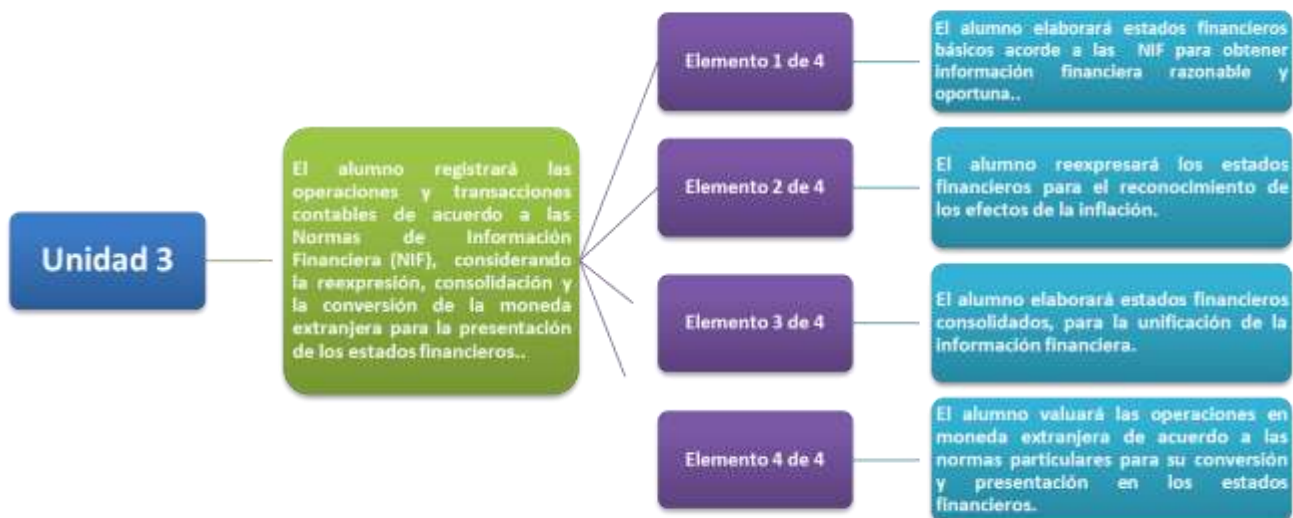 Unidad 3
El alumno registrará las
operaciones y transacciones
contables de acuerdo a las
Normas de Información
Financiera (NIF), considerando
la reexpresión, consolidación y
la conversión de la moneda
extranjera para la presentación
de los estados financieros..
Elemento 1 de 4
El alumno elaborará estados financieros
básicos acorde a las NIF para obtener
información financiera razonable y
oportuna..
Elemento 2 de 4
El alumno reexpresará los estados
financieros para el reconocimiento de
los efectos de la inflación.
Elemento 3 de 4
El alumno elaborará estados financieros
consolidados, para la unificación de la
información financiera.
Elemento 4 de 4
El alumno valuará las operaciones en
moneda extranjera de acuerdo a las
normas particulares para su conversión
y presentación en los estados
financieros.